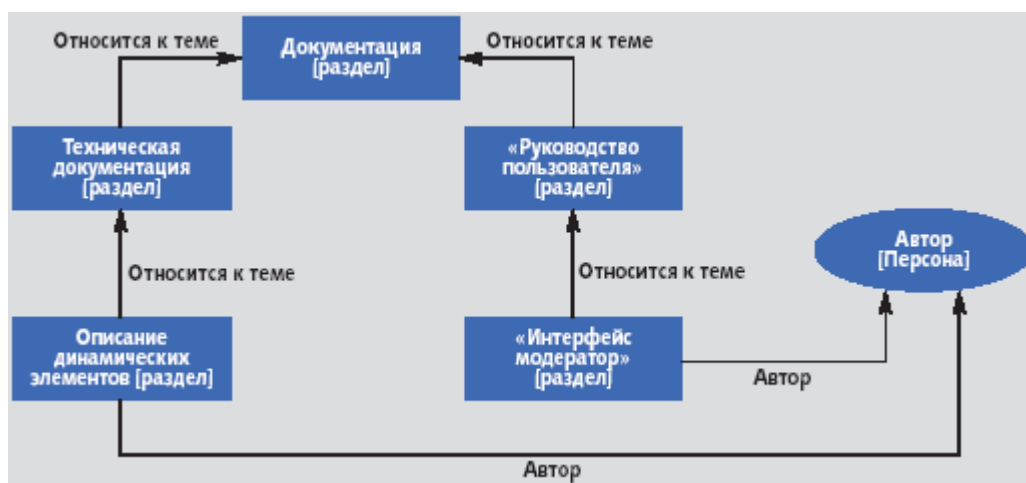 Относится к теме
Документация
[раздел]
Относится к теме
Техническая
документация
[раздел]
«Руководство
пользователя»
[раздел]
Автор
[Персона]
Относится к теме
Относится к теме
Описание
динамических
элементов [раздел]
«Интерфейс
модератор»
[раздел]
Автор
Автор